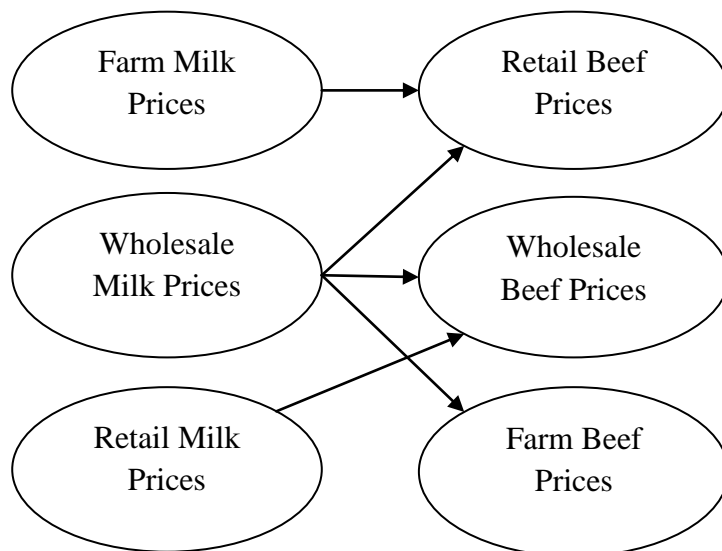 Farm Milk
Prices
Retail Beef
Prices
Wholesale
Milk Prices
Wholesale
Beef Prices
Retail Milk
Prices
Farm Beef
Prices